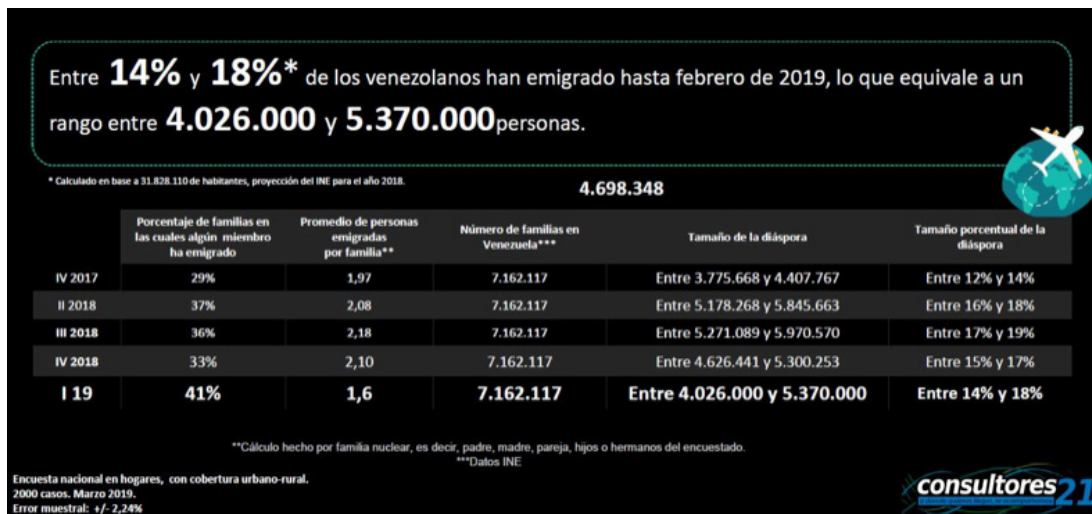 Entre 14% y 18%* de los venezolanos han emigrado hasta febrero de 2019, lo que equivale a un
rango entre 4.026.000 y 5.370.000personas.
* Calculado en base a 31.828.110 de habitantes, proyección del INE para el año 2018.
4.698.348
Porcentaje de familias en las cuales algún miembro ha emigrado Promedio de personas emigradas por familia** Número de familias en Venezuela*** Tamaño de la diáspora Tamaño porcentual de la diáspora
IV 2017 29% 1,97 7.162.117 Entre 3.775.668 y 4.407.767 Entre 12% y 14%
II 2018 37% 2,08 7.162.117 Entre 5.178.268 y 5.845.663 Entre 16% y 18%
III 2018 36% 2,18 7.162.117 Entre 5.271.089 y 5.970.570 Entre 17% y 19%
IV 2018 33% 2,10 7.162.117 Entre 4.626.441 y 5.300.253 Entre 15% y 17%
I 19 41% 1,6 7.162.117 Entre 4.026.000 y 5.370.000 Entre 14% y 18%
**Cálculo hecho por familia nuclear, es decir, padre, madre, pareja, hijos o hermanos del encuestado.
***Datos INE
Encuesta nacional en hogares, con cobertura urbano-rural.
2000 casos. Marzo 2019.
Error muestral: +/- 2,24%
consultores 21